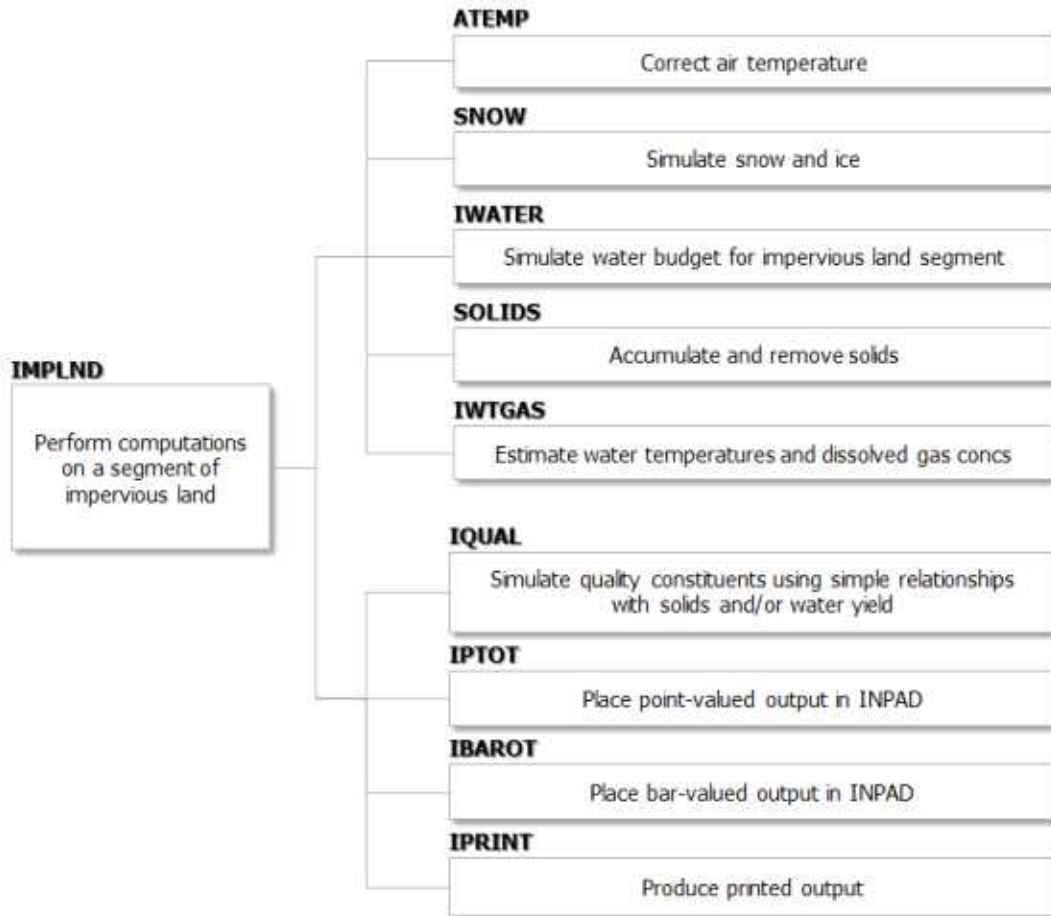 ATEMP
Correct air temperature
SNOW
Simulate snow and ice
IWATER
Simulate water budget for impervious land segment
SOLIDS
Accumulate and remove solids
IMPLND
Perform computations
on a segment of
impervious land
IWTGAS
Estimate water temperatures and dissolved gas concs
IQUAL
Simulate quality constituents using simple relationships
with solids and/or water yield
IPTOT
Place point-valued output in INPAD
IBAROT
Place bar-valued output in INPAD
IPRINT
Produce printed output